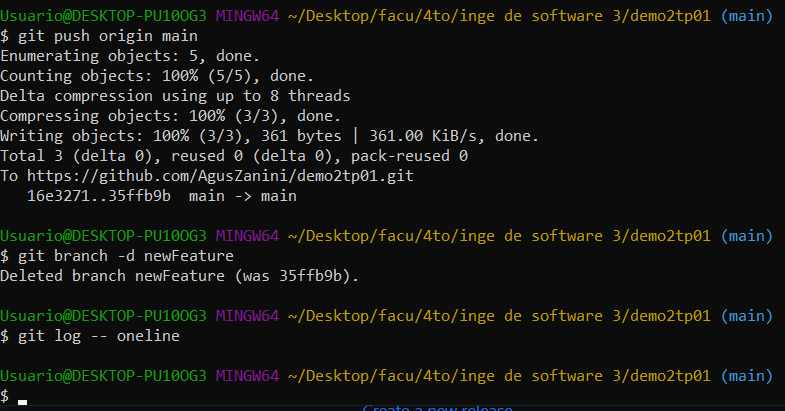 Usuario@DESKTOP-PU10OG3 MINGW64 ~/Desktop/facu/4to/inge de software 3/demo2tp01 (main)
$ git push origin main
Enumerating objects: 5, done.
Counting objects: 100% (5/5), done.
Delta compression using up to 8 threads
Compressing objects: 100% (3/3), done.
Writing objects: 100% (3/3), 361 bytes | 361.00 KiB/s, done.
Total 3 (delta 0), reused 0 (delta 0), pack-reused 0
To https://github.com/AgusZanini/demo2tp01.git
   16e3271..35ffb9b  main -> main

Usuario@DESKTOP-PU10OG3 MINGW64 ~/Desktop/facu/4to/inge de software 3/demo2tp01 (main)
$ git branch -d newFeature
Deleted branch newFeature (was 35ffb9b).

Usuario@DESKTOP-PU10OG3 MINGW64 ~/Desktop/facu/4to/inge de software 3/demo2tp01 (main)
$ git log -- oneline

Usuario@DESKTOP-PU10OG3 MINGW64 ~/Desktop/facu/4to/inge de software 3/demo2tp01 (main)
$
Create a new release